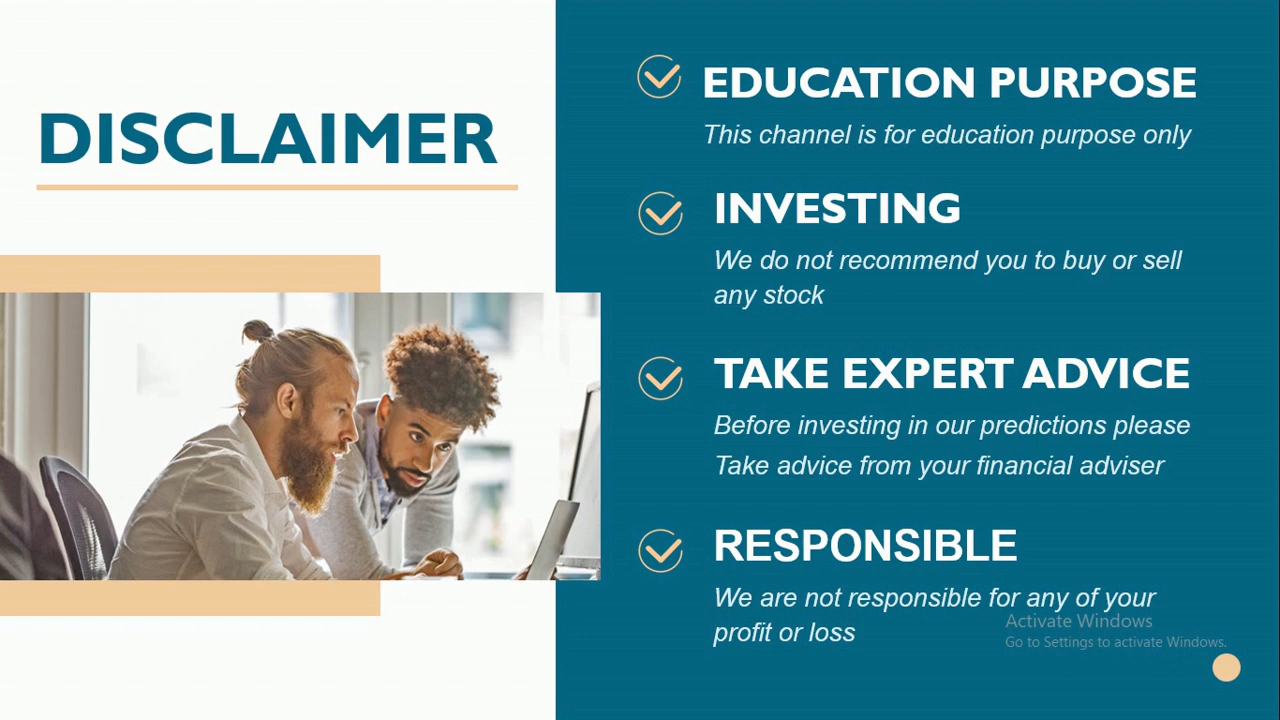 DISCLAIMER
EDUCATION PURPOSE
This channel is for education purpose only
INVESTING
We do not recommend you to buy or sell
any stock
TAKE EXPERT ADVICE
Before investing in our predictions please
Take advice from your financial adviser
RESPONSIBLE
We are not responsible for any of your
profit or loss
Activate Windows
Go to Settings to activate Windows.